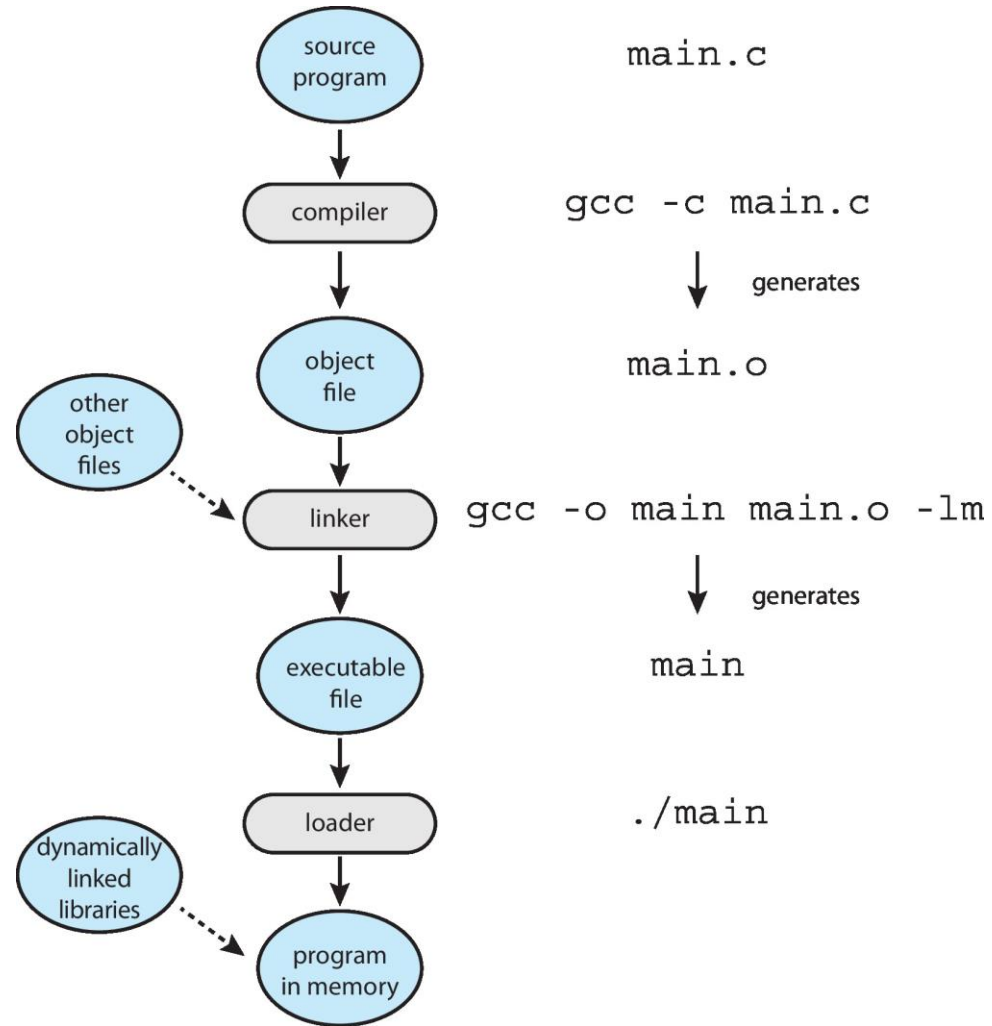 source
program
main.c
compiler
gcc -c main.c
generates
object
file
main.o
other
object
files
linker
gcc -o main main.o -lm
generates
executable
file
main
loader
./main
dynamically
linked
libraries
program
in memory